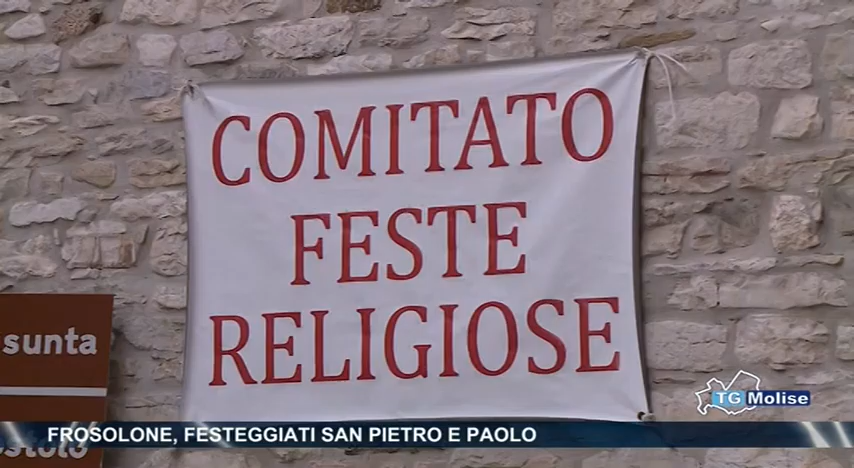 COMITATO
FESTE
RELIGIOSE
sunta
TG Molise
FROSOLONE, FESTEGGIATI SAN PIETRO E PAOLO